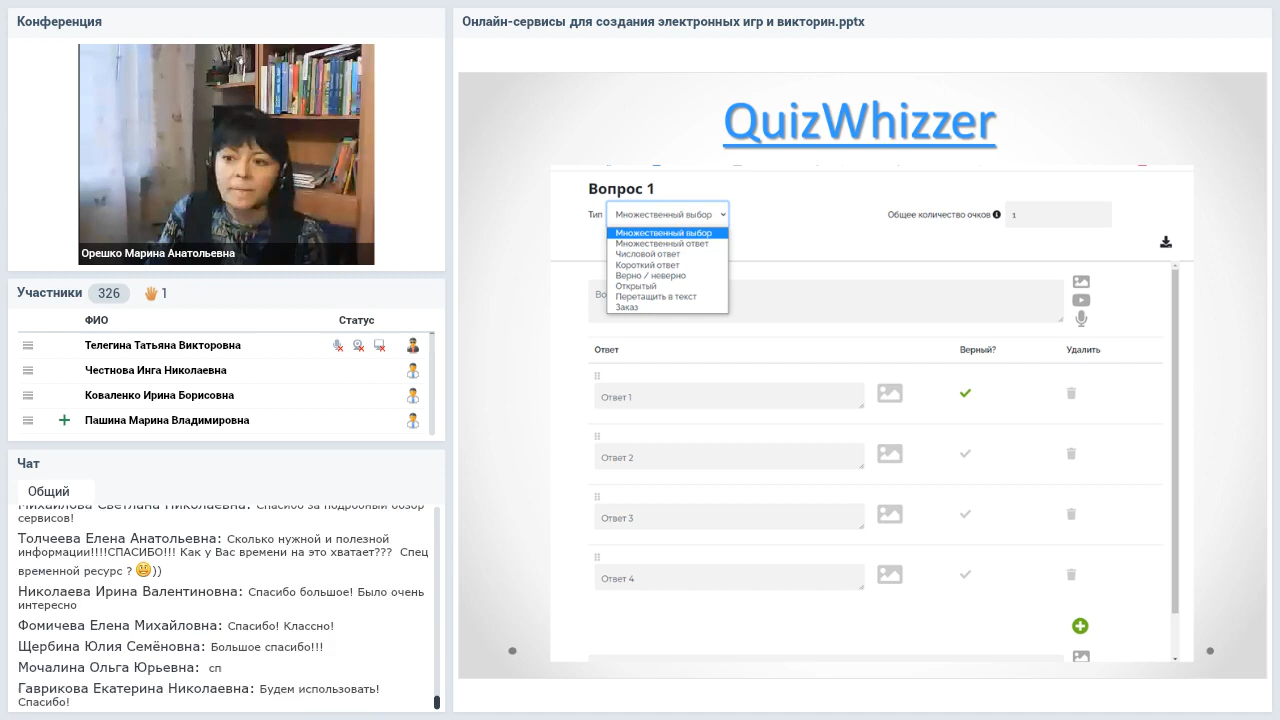 Конференция
Орешко Марина Анатольевна
Участники 326 1
ФИО Статус
Телегина Татьяна Викторовна
Честнова Инга Николаевна
Коваленко Ирина Борисовна
Пашина Марина Владимировна
Чат
Общий
Михайлова Светлана Николаевна: Спасибо за подробный обзор
сервисов!
Толчеева Елена Анатольевна: Сколько нужной и полезной
информации!!!!СПАСИБО!!! Как у Вас времени на это хватает??? Спец
временной ресурс ? ))
Николаева Ирина Валентиновна: Спасибо большое! Было очень
интересно
Фомичева Елена Михайловна: Спасибо! Классно!
Щербина Юлия Семёновна: Большое спасибо!!!
Мочалина Ольга Юрьевна: сп
Гаврикова Екатерина Николаевна: Будем использовать!
Спасибо!
Онлайн-сервисы для создания электронных игр и викторин.pptx
QuizWhizzer
Вопрос 1
Тип Множественный выбор Общее количество очков 1
Множественный выбор
Множественный ответ
Числовой ответ
Короткий ответ
Верно / неверно
Открытый
Перетащить в текст
Заказ
Во
Ответ Верный? Удалить
Ответ 1
Ответ 2
Ответ 3
Ответ 4